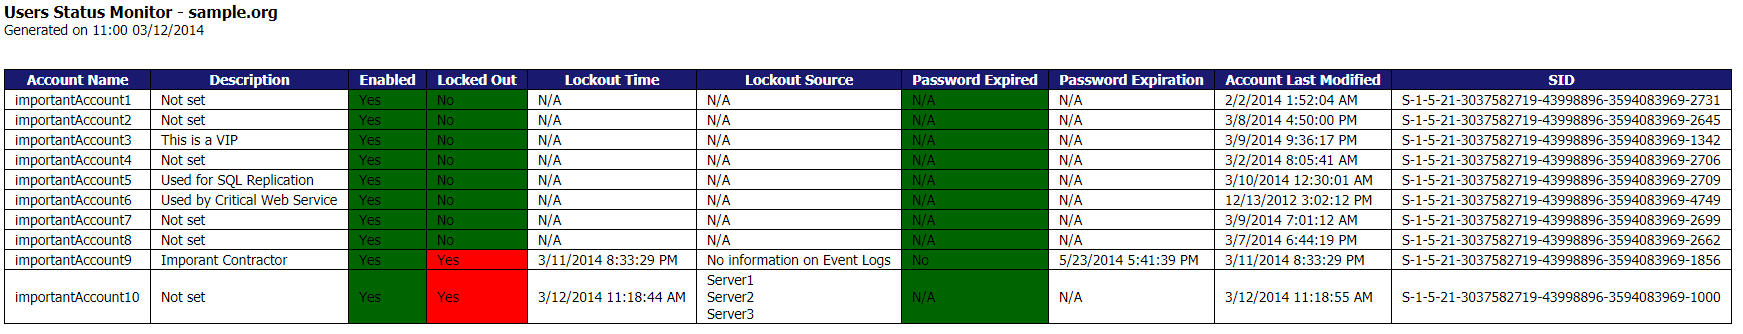 Users Status Monitor - sample.org
Generated on 11:00 03/12/2014
Account Name Description Enabled Locked Out Lockout Time Lockout Source Password Expired Password Expiration Account Last Modified SID
importantAccount1 Not set Yes No N/A N/A N/A N/A 2/2/2014 1:52:04 AM S-1-5-21-3037582719-43998896-3594083969-2731
importantAccount2 Not set Yes No N/A N/A N/A N/A 3/8/2014 4:50:00 PM S-1-5-21-3037582719-43998896-3594083969-2645
importantAccount3 This is a VIP Yes No N/A N/A N/A N/A 3/9/2014 9:36:17 PM S-1-5-21-3037582719-43998896-3594083969-1342
importantAccount4 Not set Yes No N/A N/A N/A N/A 3/2/2014 8:05:41 AM S-1-5-21-3037582719-43998896-3594083969-2706
importantAccount5 Used for SQL Replication Yes No N/A N/A N/A N/A 3/10/2014 12:30:01 AM S-1-5-21-3037582719-43998896-3594083969-2709
importantAccount6 Used by Critical Web Service Yes No N/A N/A N/A N/A 12/13/2012 3:02:12 PM S-1-5-21-3037582719-43998896-3594083969-4749
importantAccount7 Not set Yes No N/A N/A N/A N/A 3/9/2014 7:01:12 AM S-1-5-21-3037582719-43998896-3594083969-2699
importantAccount8 Not set Yes No N/A N/A N/A N/A 3/7/2014 6:44:19 PM S-1-5-21-3037582719-43998896-3594083969-2662
importantAccount9 Imporant Contractor Yes Yes 3/11/2014 8:33:29 PM No information on Event Logs No 5/23/2014 5:41:39 PM 3/11/2014 8:33:29 PM S-1-5-21-3037582719-43998896-3594083969-1856
Server1
importantAccount10 Not set Yes Yes 3/12/2014 11:18:44 AM Server2 N/A N/A 3/12/2014 11:18:55 AM S-1-5-21-3037582719-43998896-3594083969-1000
Server3